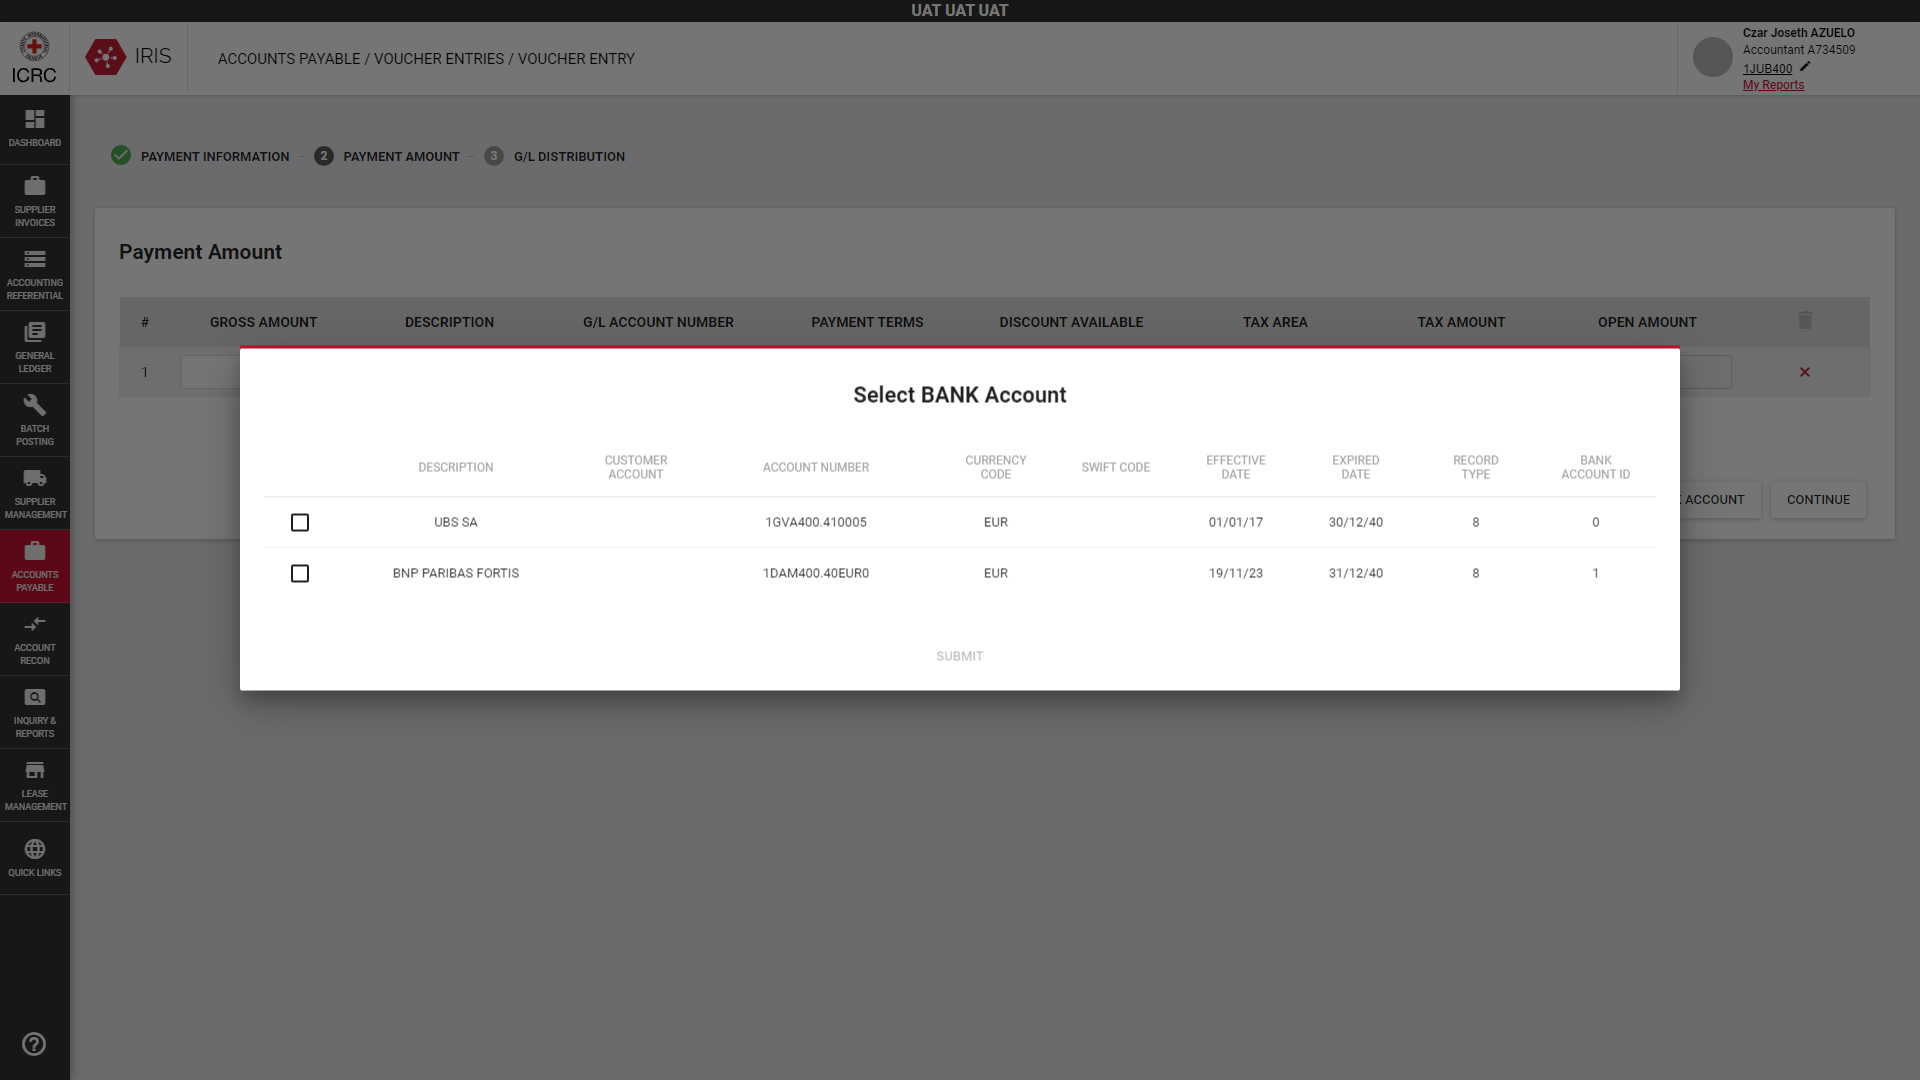 UAT UAT UAT
ICRC
IRIS
ACCOUNTS PAYABLE / VOUCHER ENTRIES / VOUCHER ENTRY
Czar Joseth AZUELO
Accountant A734509
1JUB400
My Reports
DASHBOARD
SUPPLIER
INVOICES
ACCOUNTING
REFERENTIAL
GENERAL
LEDGER
BATCH
POSTING
SUPPLIER
MANAGEMENT
ACCOUNTS
PAYABLE
ACCOUNT
RECON
INQUIRY &
REPORTS
LEASE
MANAGEMENT
QUICK LINKS
PAYMENT INFORMATION – 2 PAYMENT AMOUNT – 3 G/L DISTRIBUTION
Payment Amount
# GROSS AMOUNT DESCRIPTION G/L ACCOUNT NUMBER PAYMENT TERMS DISCOUNT AVAILABLE TAX AREA TAX AMOUNT OPEN AMOUNT
1
Select BANK Account
DESCRIPTION CUSTOMER ACCOUNT ACCOUNT NUMBER CURRENCY CODE SWIFT CODE EFFECTIVE DATE EXPIRED DATE RECORD TYPE BANK ACCOUNT ID
UBS SA 1GVA400.410005 EUR 01/01/17 30/12/40 8 0
BNP PARIBAS FORTIS 1DAM400.40EUR0 EUR 19/11/23 31/12/40 8 1
SUBMIT
ACCOUNT CONTINUE